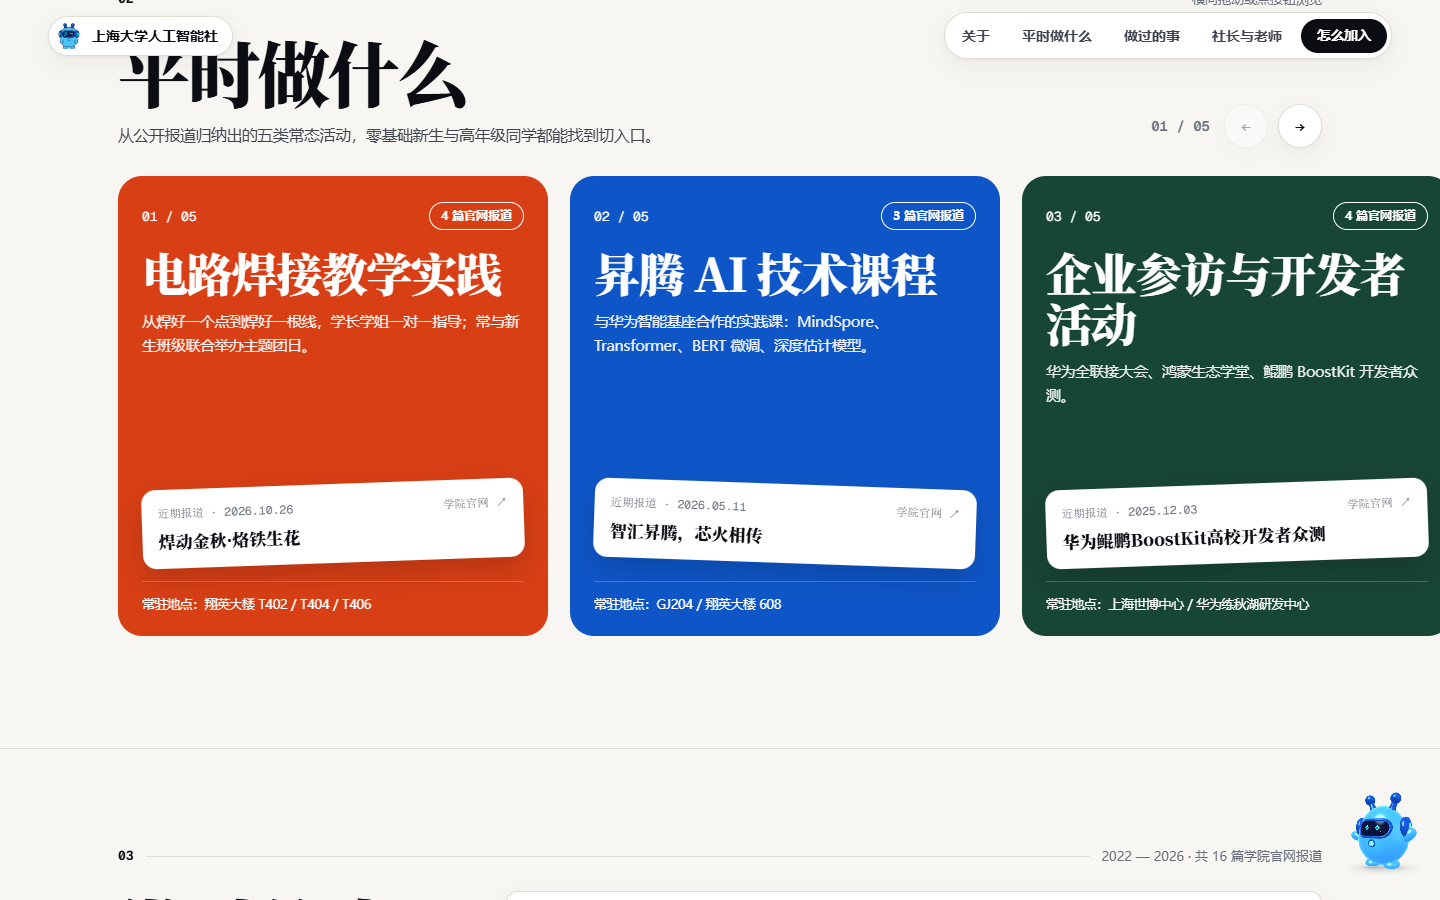 上海大学人工智能社
关于
平时做什么
做过的事
社长与老师
怎么加入
平时做什么
从公开报道归纳出的五类常态活动，零基础新生与高年级同学都能找到切入口。
01 / 05
←
→
01 / 05
4 篇官网报道
电路焊接教学实践
从焊好一个点到焊好一根线，学长学姐一对一指导；常与新
生班级联合举办主题团日。
近期报道 · 2026.10.26
学院官网 ↗
焊动金秋·烙铁生花
常驻地点：翔英大楼 T402 / T404 / T406
02 / 05
3 篇官网报道
昇腾 AI 技术课程
与华为智能基座合作的实践课：MindSpore、
Transformer、BERT 微调、深度估计模型。
近期报道 · 2026.05.11
学院官网 ↗
智汇昇腾，芯火相传
常驻地点：GJ204 / 翔英大楼 608
03 / 05
4 篇官网报道
企业参访与开发者
活动
华为全联接大会、鸿蒙生态学堂、鲲鹏 BoostKit 开发者众
测。
近期报道 · 2025.12.03
学院官网 ↗
华为鲲鹏BoostKit高校开发者众测
常驻地点：上海世博中心 / 华为练秋湖研发中心
03
2022 — 2026 · 共 16 篇学院官网报道